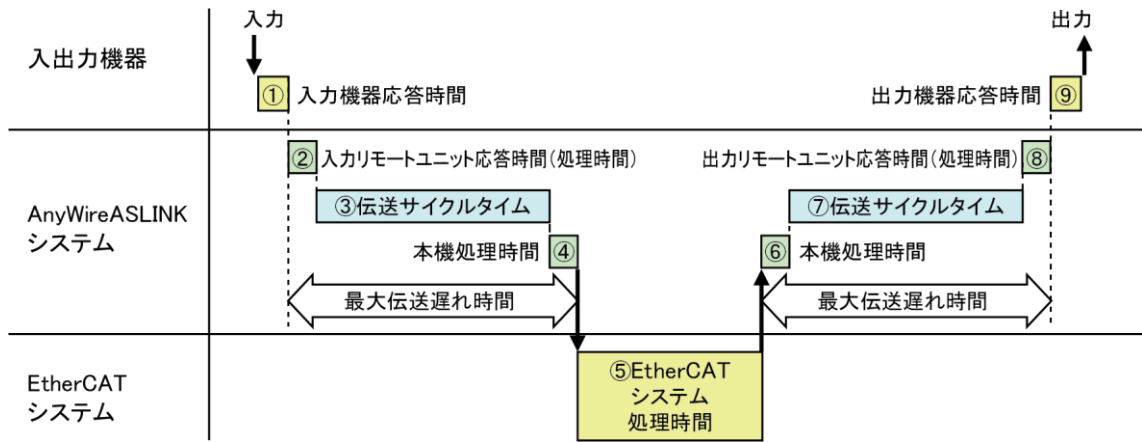 入力
出力
入出力機器
①
入力機器応答時間
出力機器応答時間
⑨
②
入力リモートユニット応答時間(処理時間)
出力リモートユニット応答時間(処理時間)
⑧
AnyWireASLINK
システム
③伝送サイクルタイム
⑦伝送サイクルタイム
本機処理時間
④
⑥
本機処理時間
最大伝送遅れ時間
最大伝送遅れ時間
EtherCAT
システム
⑤EtherCAT
システム
処理時間